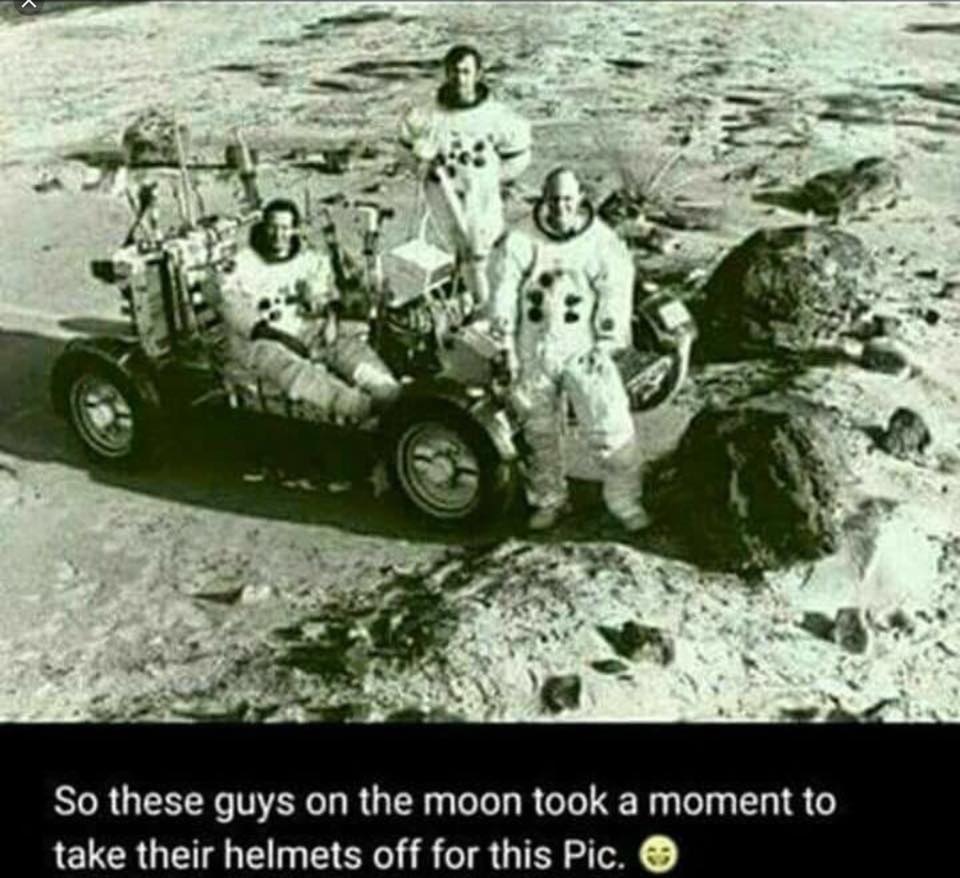 So these guys on the moon took a moment to
take their helmets off for this Pic. 😁